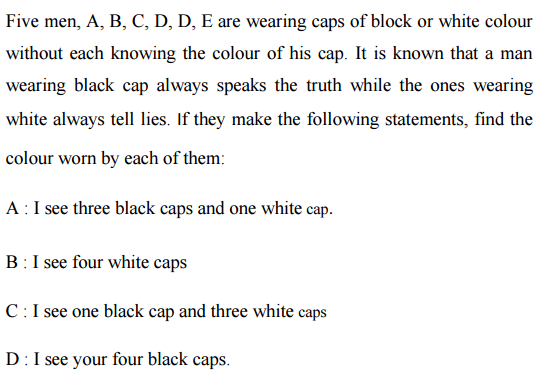 Five men, A, B, C, D, D, E are wearing caps of block or white colour
without each knowing the colour of his cap. It is known that a man
wearing black cap always speaks the truth while the ones wearing
white always tell lies. If they make the following statements, find the
colour worn by each of them:
A : I see three black caps and one white cap.
B : I see four white caps
C : I see one black cap and three white caps
D : I see your four black caps.